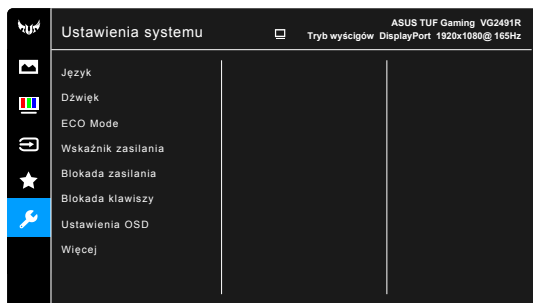 Ustawienia systemu
ASUS TUF Gaming VG2491R
Tryb wyścigów DisplayPort 1920x1080@ 165Hz
Język
Dźwięk
ECO Mode
Wskaźnik zasilania
Blokada zasilania
Blokada klawiszy
Ustawienia OSD
Więcej